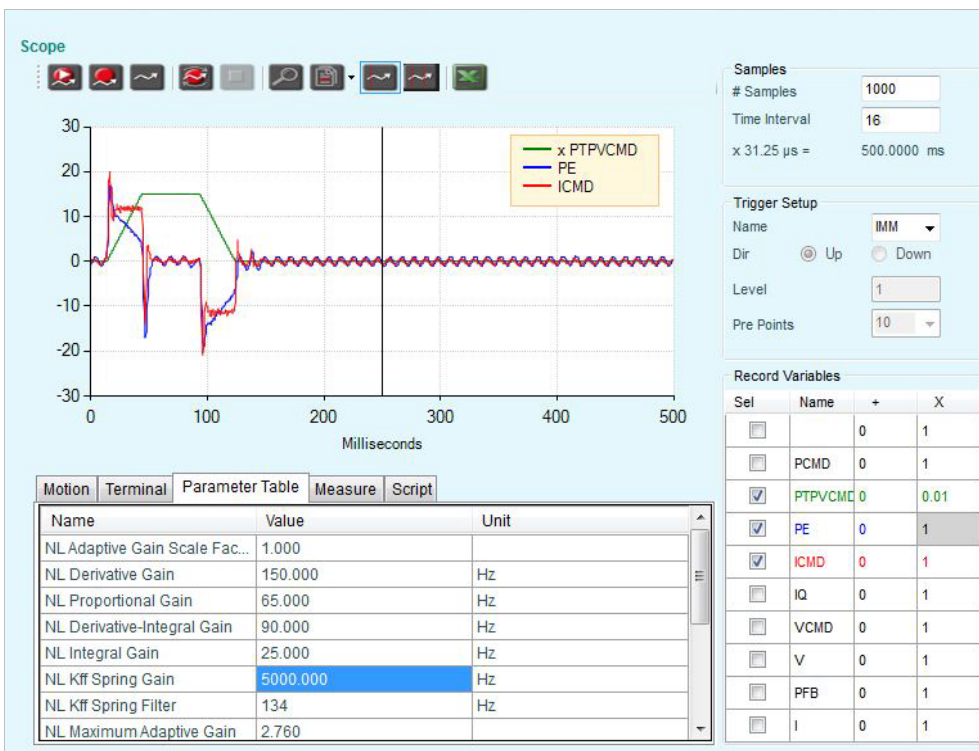 Scope
30
20
10
0
-10
-20
-30
0 100 200 300 400 500
Milliseconds
x PTPVCMD
PE
ICMD
Samples
# Samples 1000
Time Interval 16
x 31.25 µs = 500.0000 ms
Trigger Setup
Name IMM
Dir Up Down
Level 1
Pre Points 10
Record Variables
Sel Name + X
0 1
PCMD 0 1
PTPVCMD 0 0.01
PE 0 1
ICMD 0 1
IQ 0 1
VCMD 0 1
V 0 1
PFB 0 1
I 0 1
Motion Terminal Parameter Table Measure Script
Name Value Unit
NL Adaptive Gain Scale Fac... 1.000
NL Derivative Gain 150.000 Hz
NL Proportional Gain 65.000 Hz
NL Derivative-Integral Gain 90.000 Hz
NL Integral Gain 25.000 Hz
NL Kff Spring Gain 5000.000 Hz
NL Kff Spring Filter 134 Hz
NL Maximum Adaptive Gain 2.760